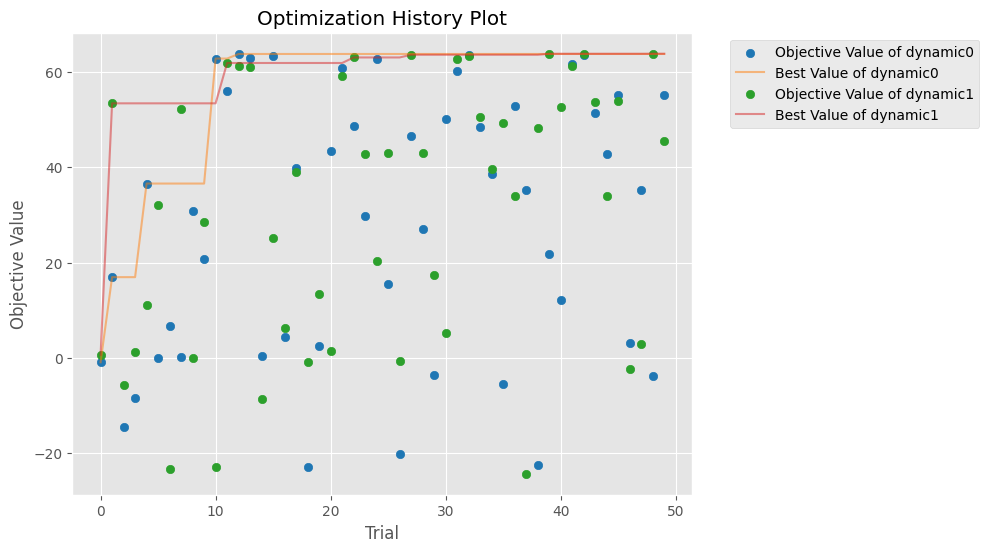 Optimization History Plot
Objective Value of dynamic0
Best Value of dynamic0
Objective Value of dynamic1
Best Value of dynamic1
Objective Value
60
40
20
0
−20
0 10 20 30 40 50
Trial